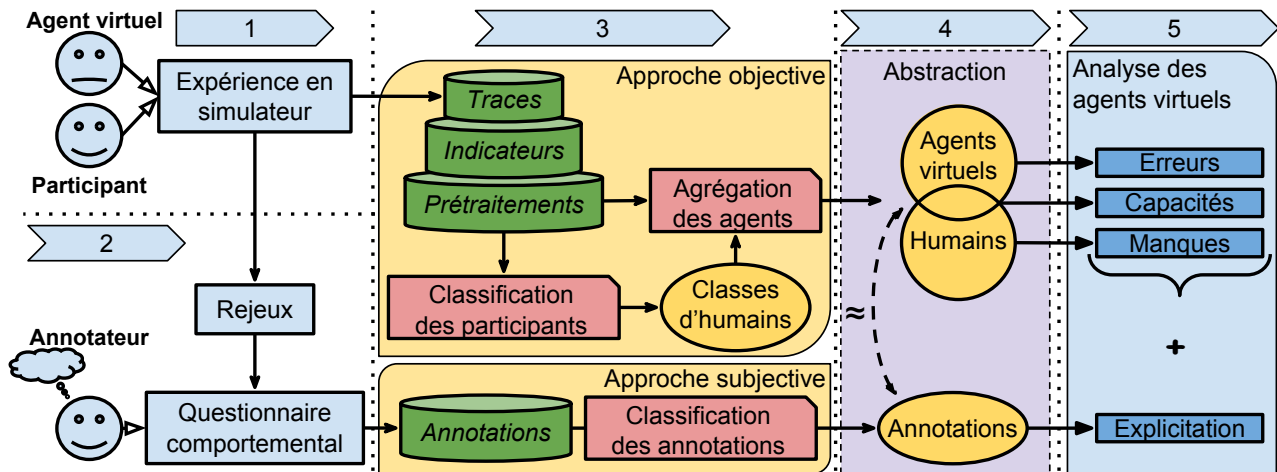 Agent virtuel
1
Expérience en
simulateur
Participant
2
Rejeux
Annotateur
Questionnaire
comportemental
3
Approche objective
Traces
Indicateurs
Prétraitements
Agrégation
des agents
Classification
des participants
Classes
d'humains
Approche subjective
Annotations
Classification
des annotations
4
Abstraction
Agents
virtuels
Humains
≈
Annotations
5
Analyse des
agents virtuels
Erreurs
Capacités
Manques
+
Explicitation